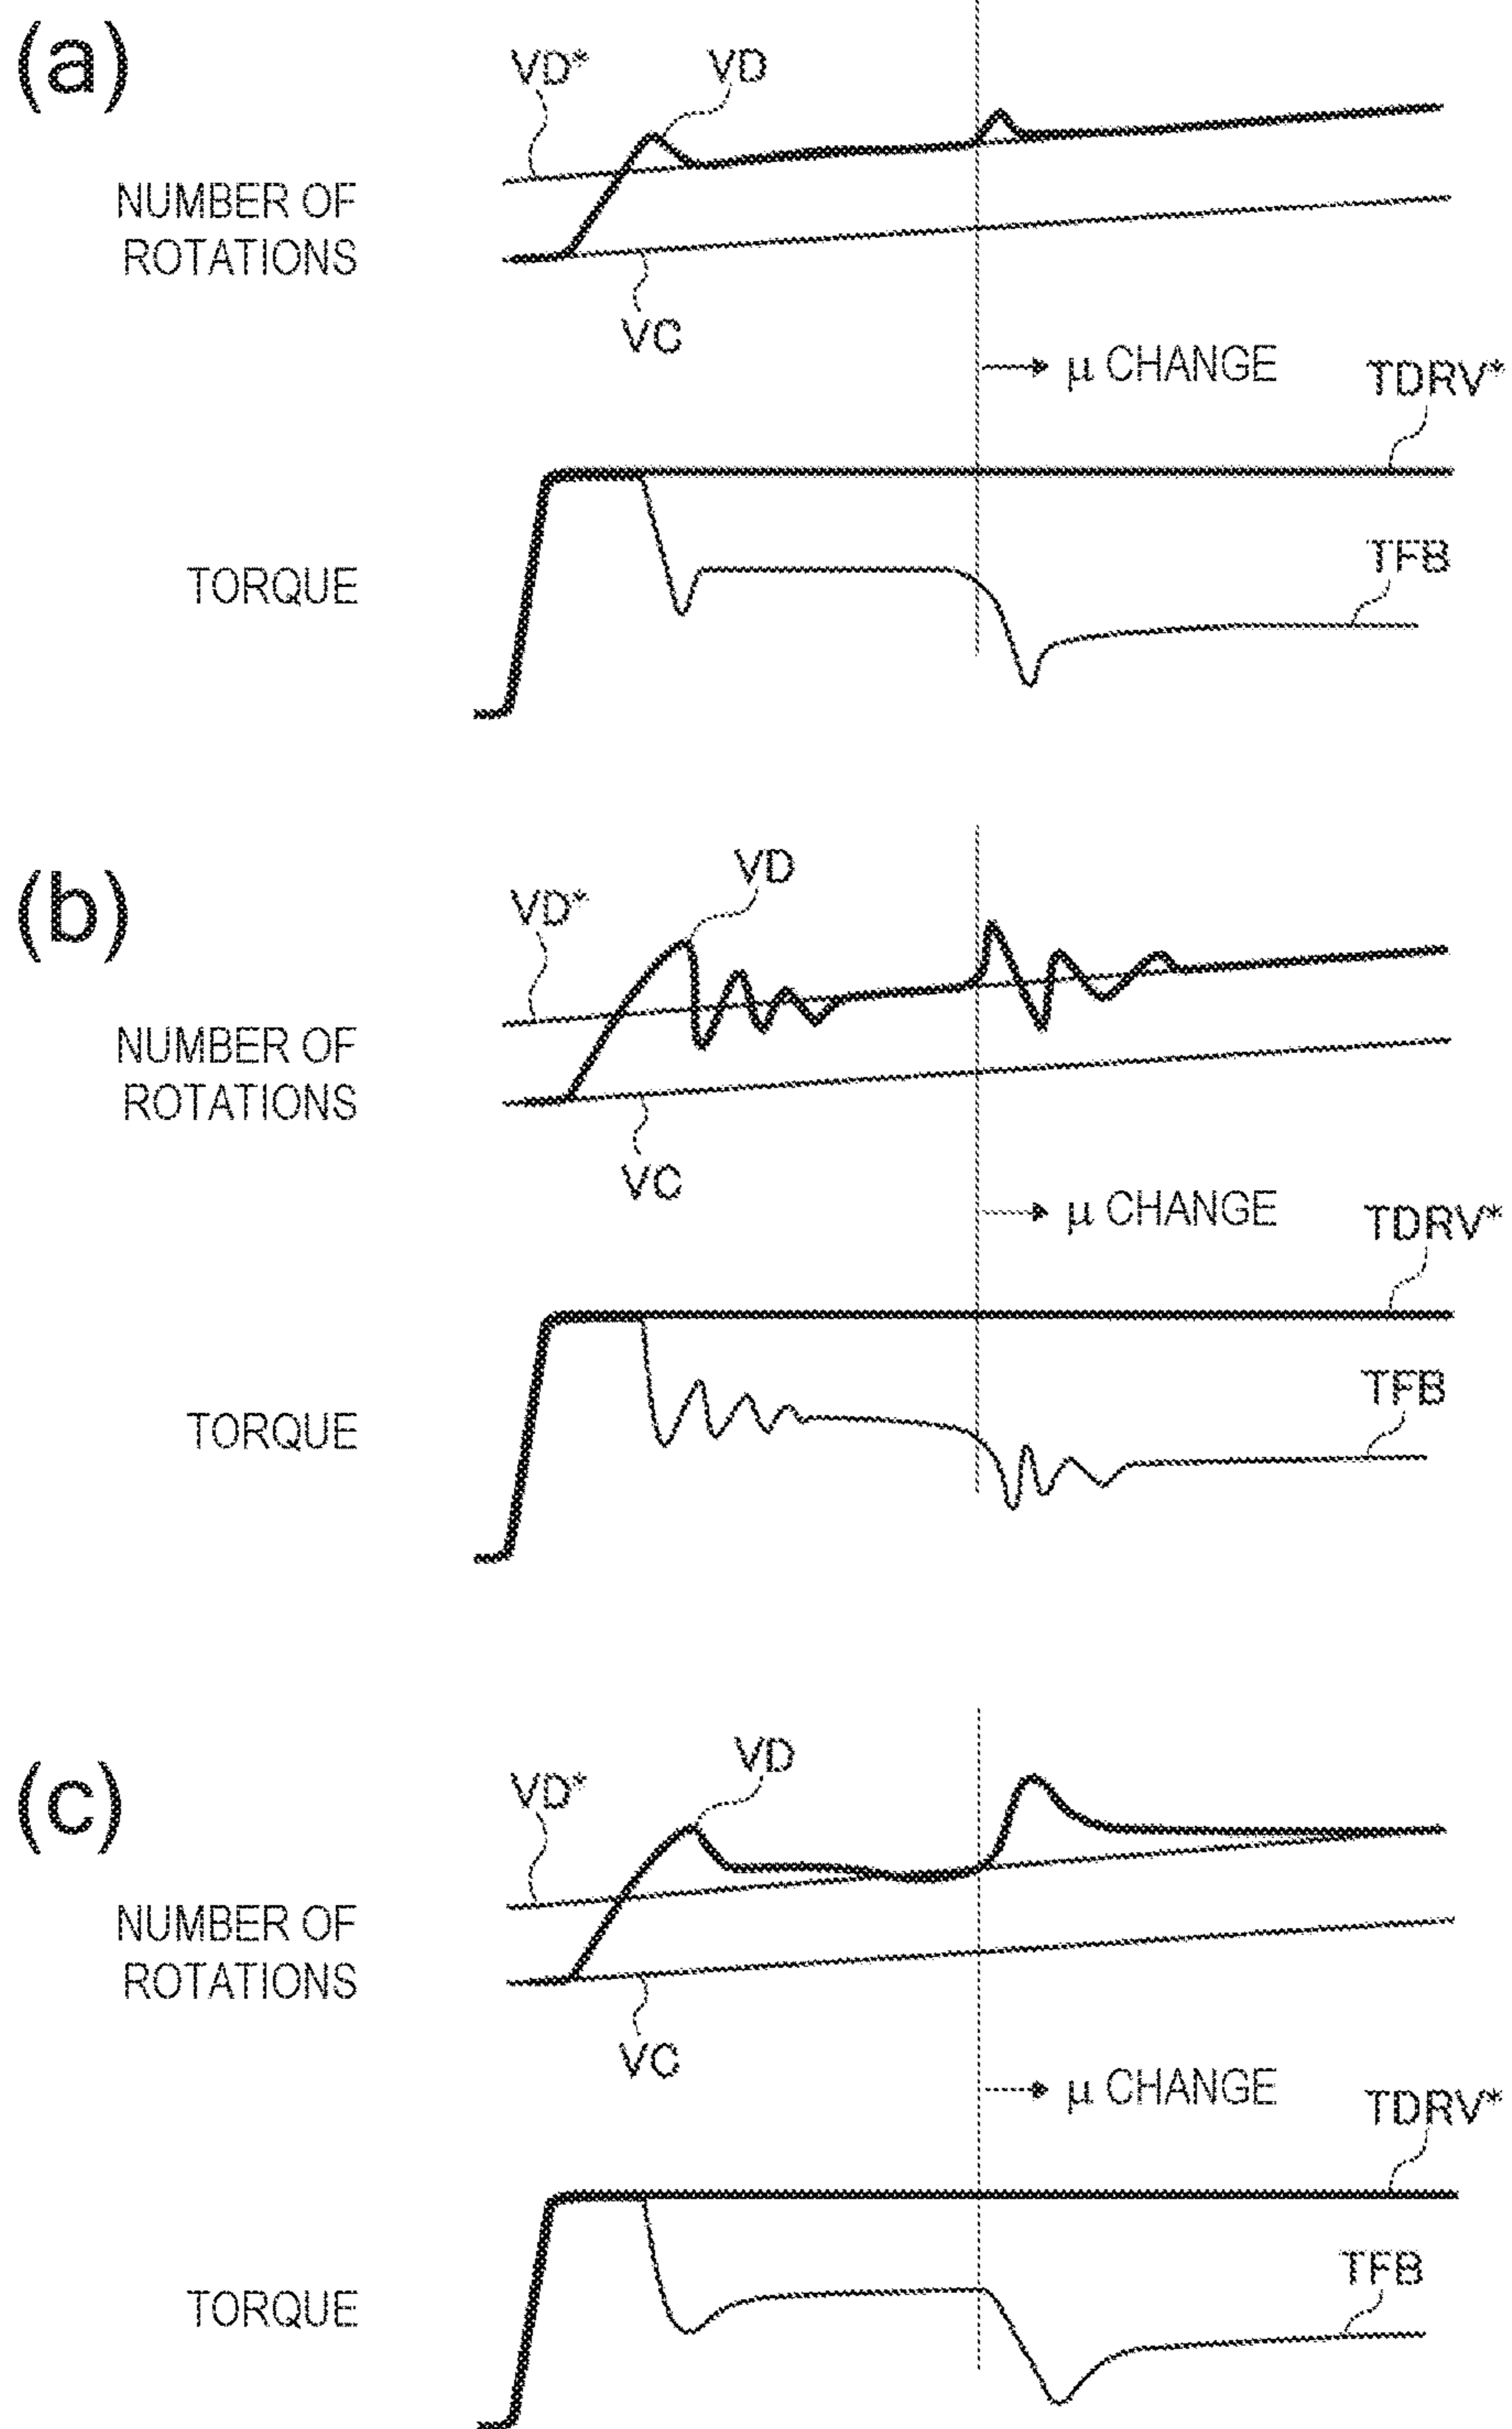 (a)
VD*
VD
NUMBER OF
ROTATIONS
VC
μ CHANGE
TDRV*
TORQUE
TFB
(b)
VD*
VD
NUMBER OF
ROTATIONS
VC
μ CHANGE
TDRV*
TORQUE
TFB
(c)
VD*
VD
NUMBER OF
ROTATIONS
VC
μ CHANGE
TDRV*
TORQUE
TFB